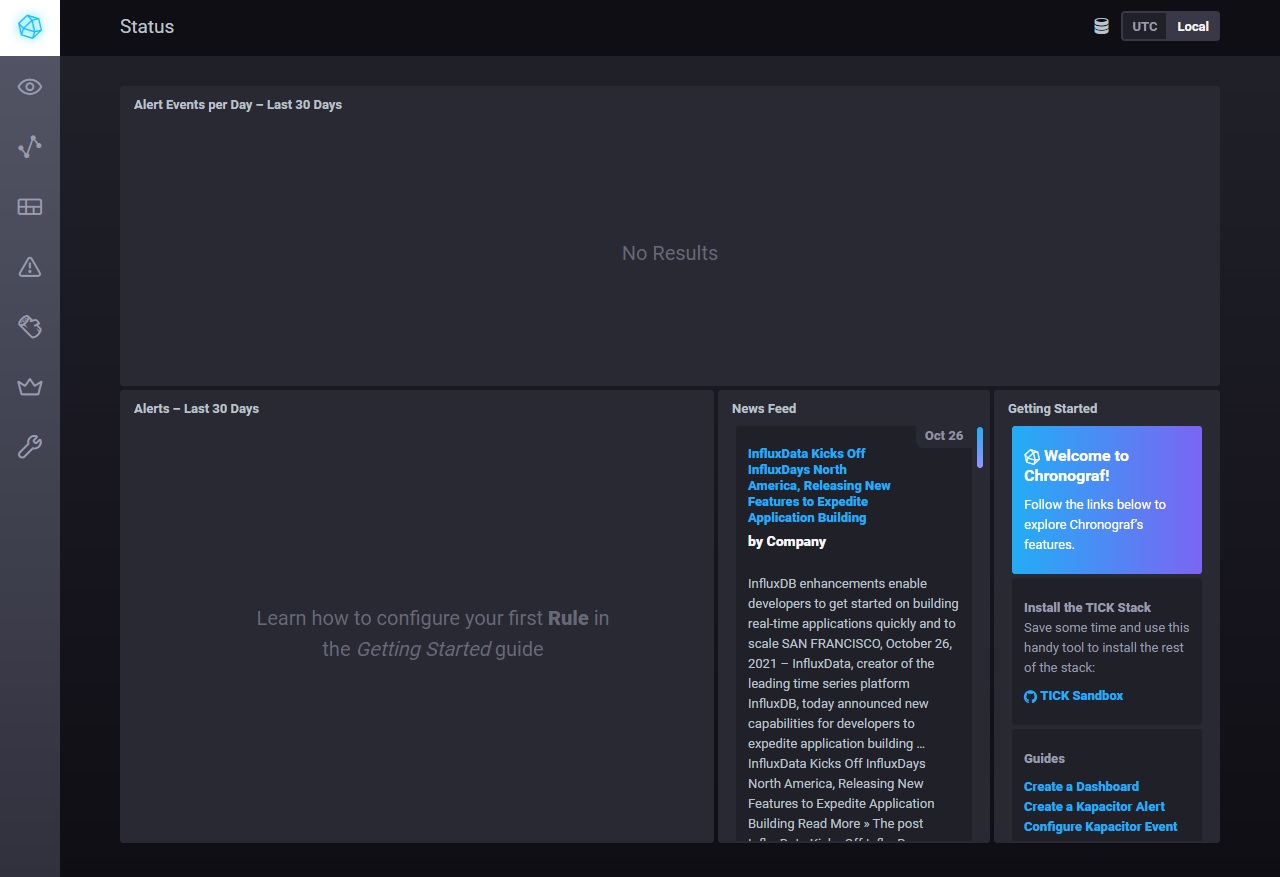 Status
UTC
Local
Alert Events per Day – Last 30 Days
No Results
Alerts – Last 30 Days
Learn how to configure your first Rule in
the Getting Started guide
News Feed
Oct 26
InfluxData Kicks Off
InfluxDays North
America, Releasing New
Features to Expedite
Application Building
by Company
InfluxDB enhancements enable
developers to get started on building
real-time applications quickly and to
scale SAN FRANCISCO, October 26,
2021 – InfluxData, creator of the
leading time series platform
InfluxDB, today announced new
capabilities for developers to
expedite application building ...
InfluxData Kicks Off InfluxDays
North America, Releasing New
Features to Expedite Application
Building Read More » The post
Getting Started
Welcome to
Chronograf!
Follow the links below to
explore Chronograf's
features.
Install the TICK Stack
Save some time and use this
handy tool to install the rest
of the stack:
TICK Sandbox
Guides
Create a Dashboard
Create a Kapacitor Alert
Configure Kapacitor Event